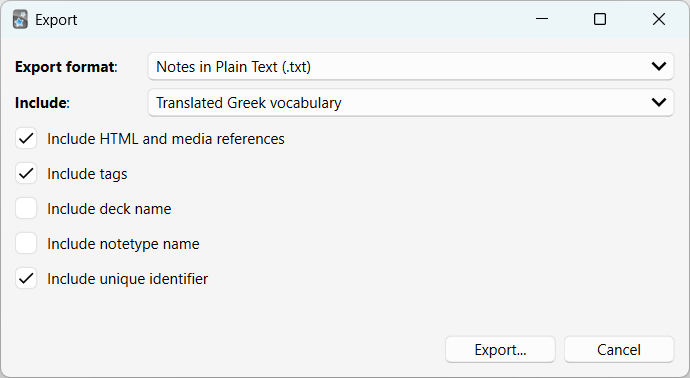 Export
Export format: Notes in Plain Text (.txt)
Include: Translated Greek vocabulary
Include HTML and media references
Include tags
Include deck name
Include notetype name
Include unique identifier
Export... Cancel